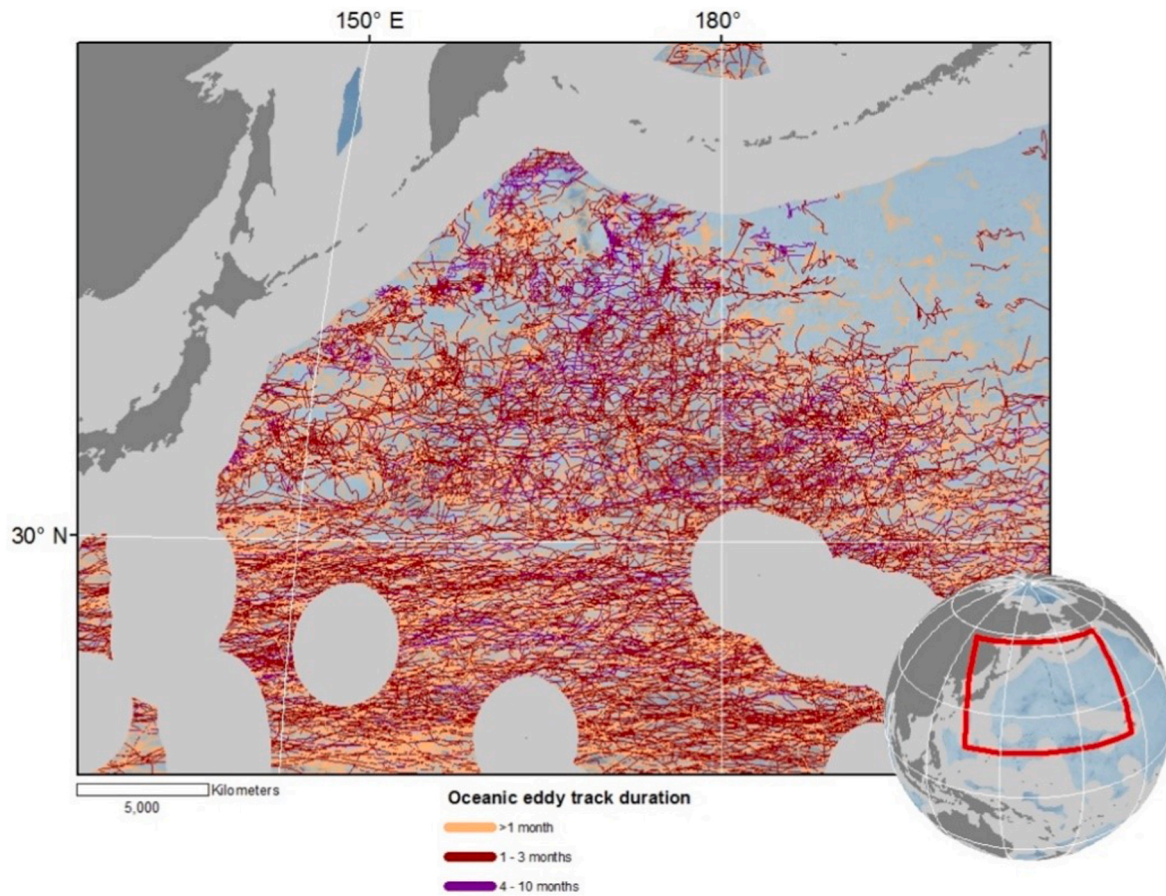 150° E
180°
30° N
Kilometers
5,000
Oceanic eddy track duration
>1 month
1 - 3 months
4 - 10 months